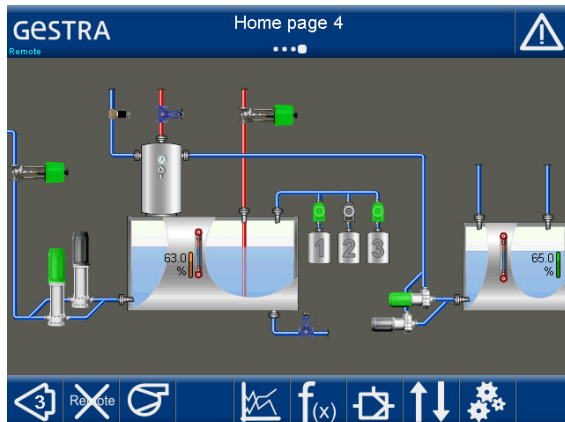 GESTRA
Home page 4
Remote
63.0
%
1 2 3
65.0
%
3
Remote
f(x)